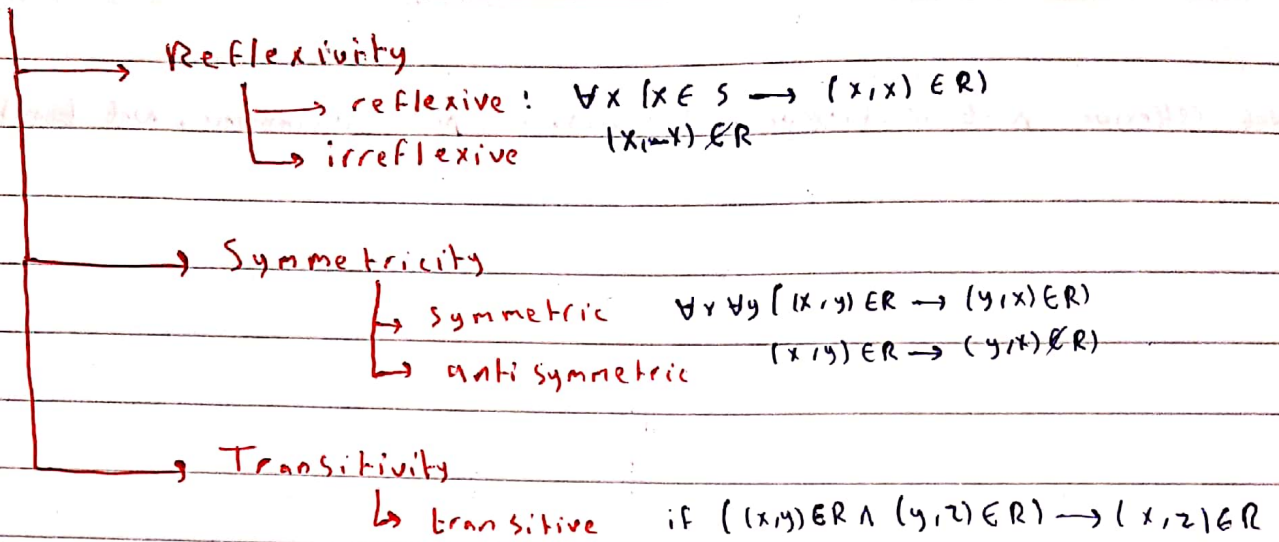 Reflexivity
reflexive : ∀x (x ∈ S → (x,x) ∈ R)
irreflexive (x,x) ∉ R
Symmetricity
symmetric ∀x ∀y ((x,y) ∈ R → (y,x) ∈ R)
anti symmetric (x,y) ∈ R → (y,x) ∉ R)
Transitivity
transitive if ((x,y) ∈ R ∧ (y,z) ∈ R) → (x,z) ∈ R